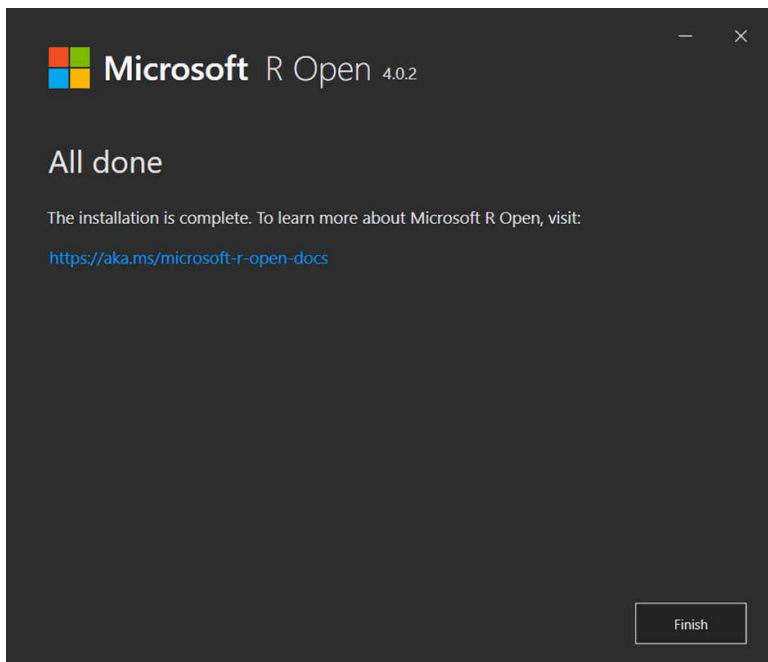 Microsoft R Open 4.0.2
All done
The installation is complete. To learn more about Microsoft R Open, visit:
https://aka.ms/microsoft-r-open-docs
Finish